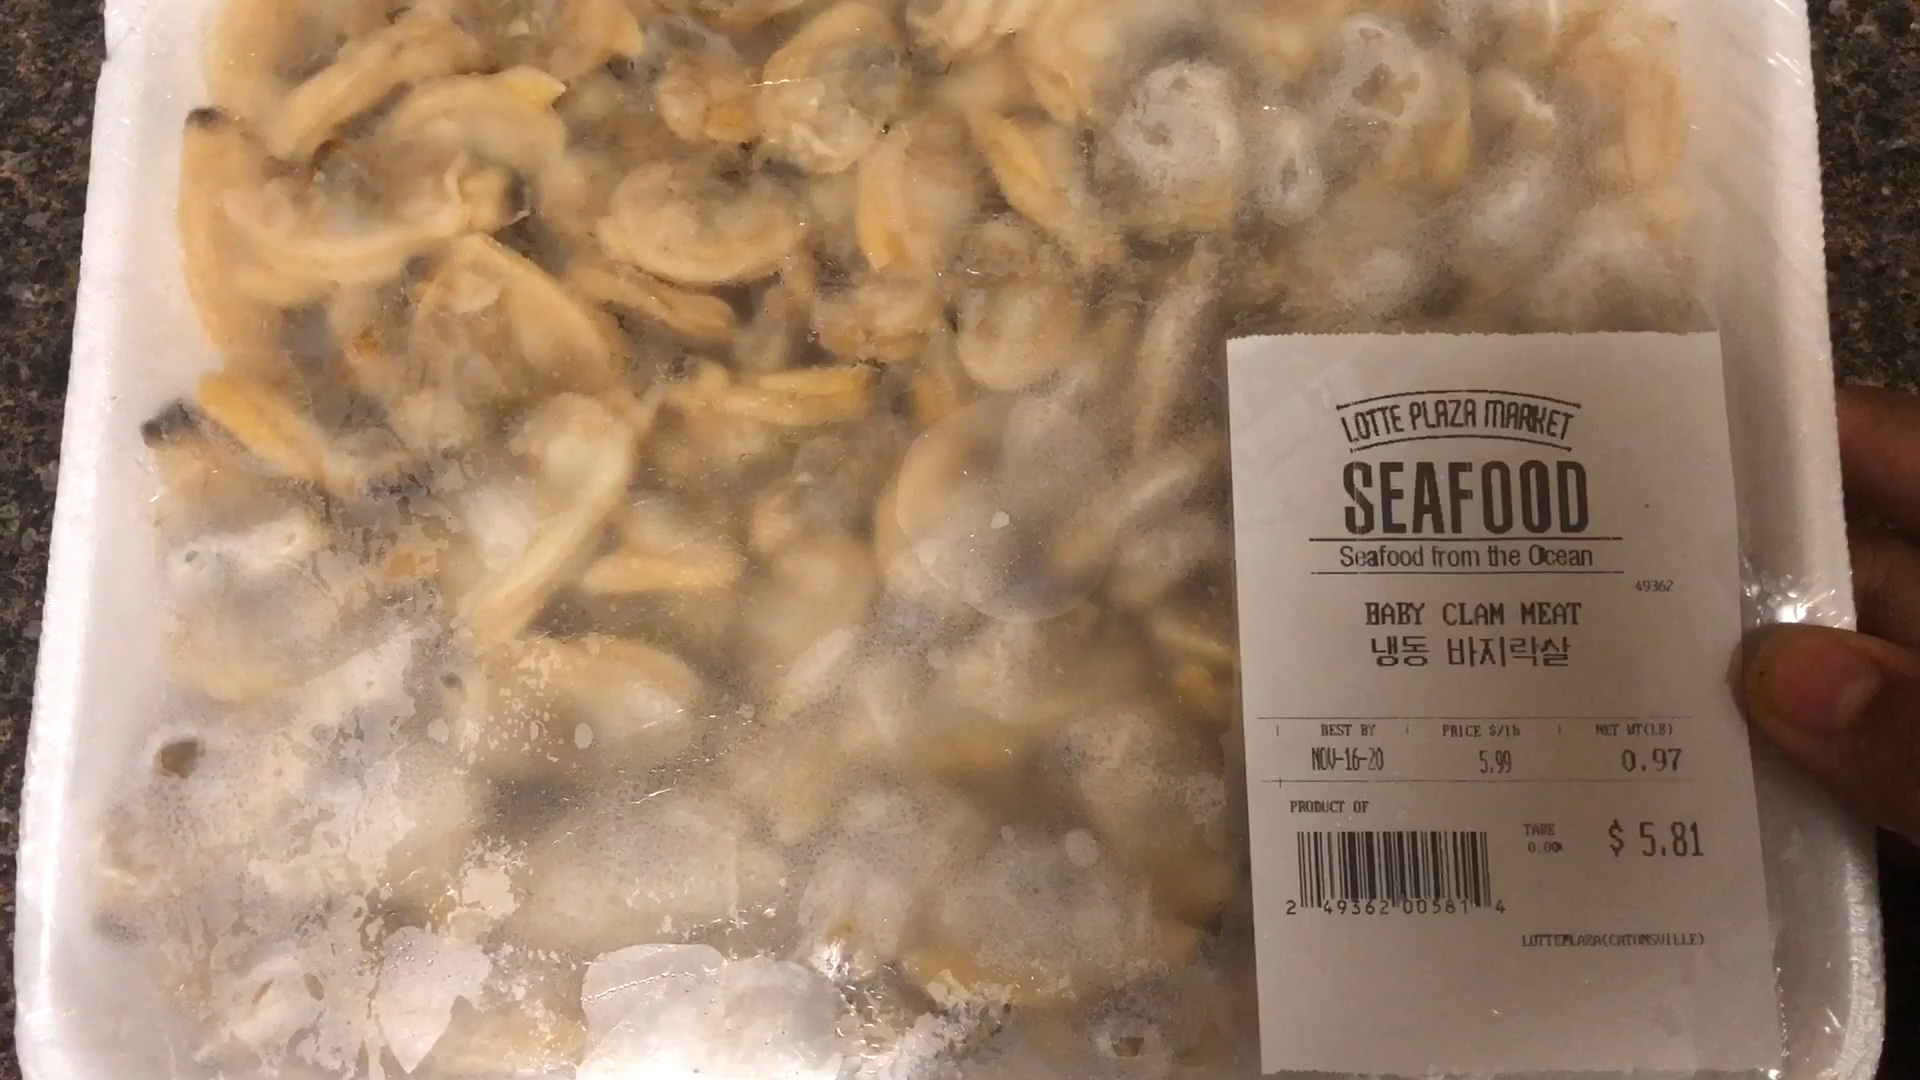 LOTTE PLAZA MARKET
SEAFOOD
Seafood from the Ocean
49362
BABY CLAM MEAT
냉동 바지락살
BEST BY PRICE $/lb NET WT(LB)
NOV-16-20 5.99 0.97
PRODUCT OF
TARE
0.00
$ 5.81
2 49362 00581 4
LOTTEPLAZA(CATONSVILLE)